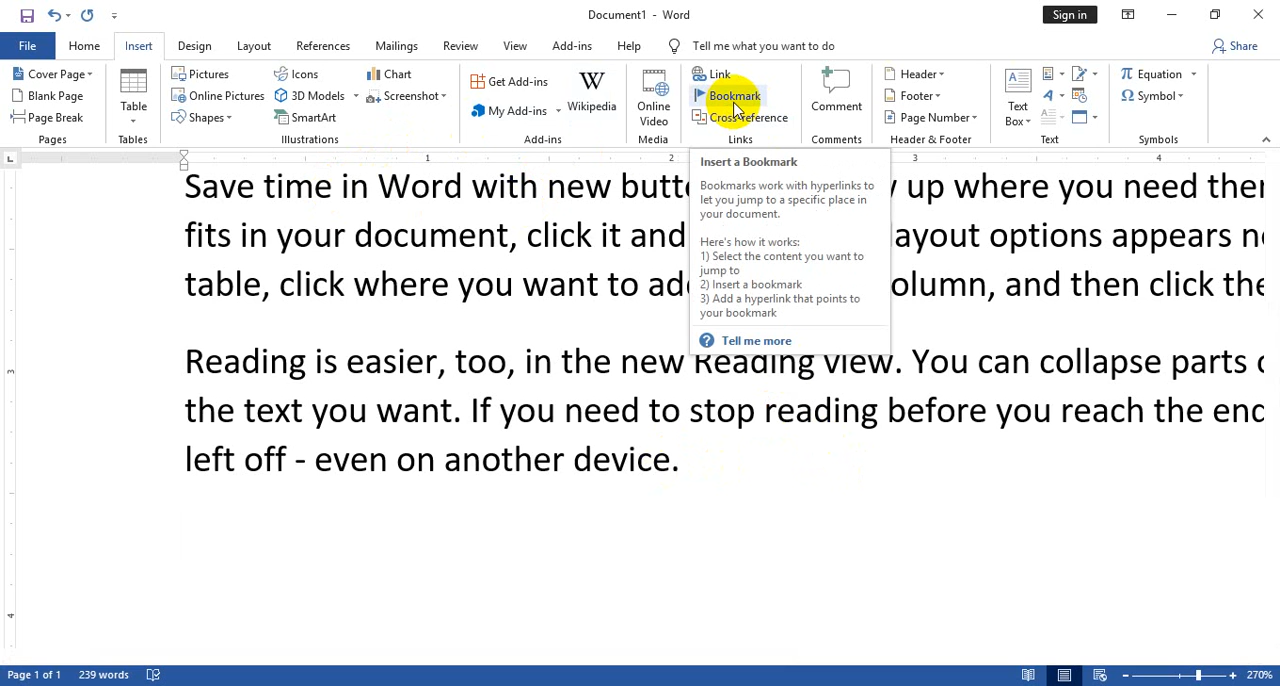 Document1 - Word
Sign in
File Home Insert Design Layout References Mailings Review View Add-ins Help Tell me what you want to do Share
Cover Page
Blank Page
Page Break
Pages
Table
Tables
Pictures
Online Pictures
Shapes
Icons
3D Models
SmartArt
Chart
Screenshot
Illustrations
Get Add-ins
My Add-ins
Wikipedia
Add-ins
Online
Video
Media
Link
Bookmark
Cross-reference
Links
Comment
Comments
Header
Footer
Page Number
Header & Footer
Text
Box
Text
Equation
Symbol
Symbols
1 2 3 4
Insert a Bookmark
Bookmarks work with hyperlinks to
let you jump to a specific place in
your document.
Here's how it works:
1) Select the content you want to
jump to
2) Insert a bookmark
3) Add a hyperlink that points to
your bookmark
Tell me more
Save time in Word with new up where you need
fits in your document, click it and layout options appears
table, click where you want to and then click the
Reading is easier, too, in the new Reading view. You can collapse parts
the text you want. If you need to stop reading before you reach the
left off - even on another device.
3
4
Page 1 of 1 239 words 270%